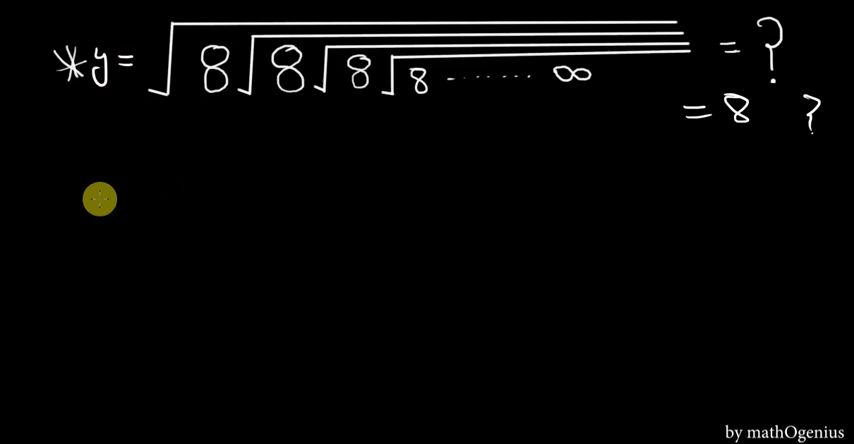 * y = √8√8√8√8 ........ ∞ = ?
= 8 ?
by mathOgenius